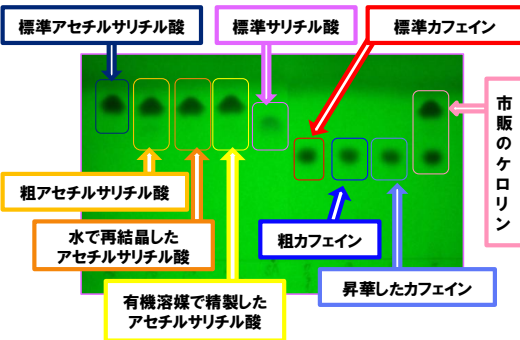 標準アセチルサリチル酸
標準サリチル酸
標準カフェイン
市販のケロリン
粗アセチルサリチル酸
水で再結晶した
アセチルサリチル酸
粗カフェイン
有機溶媒で精製した
アセチルサリチル酸
昇華したカフェイン